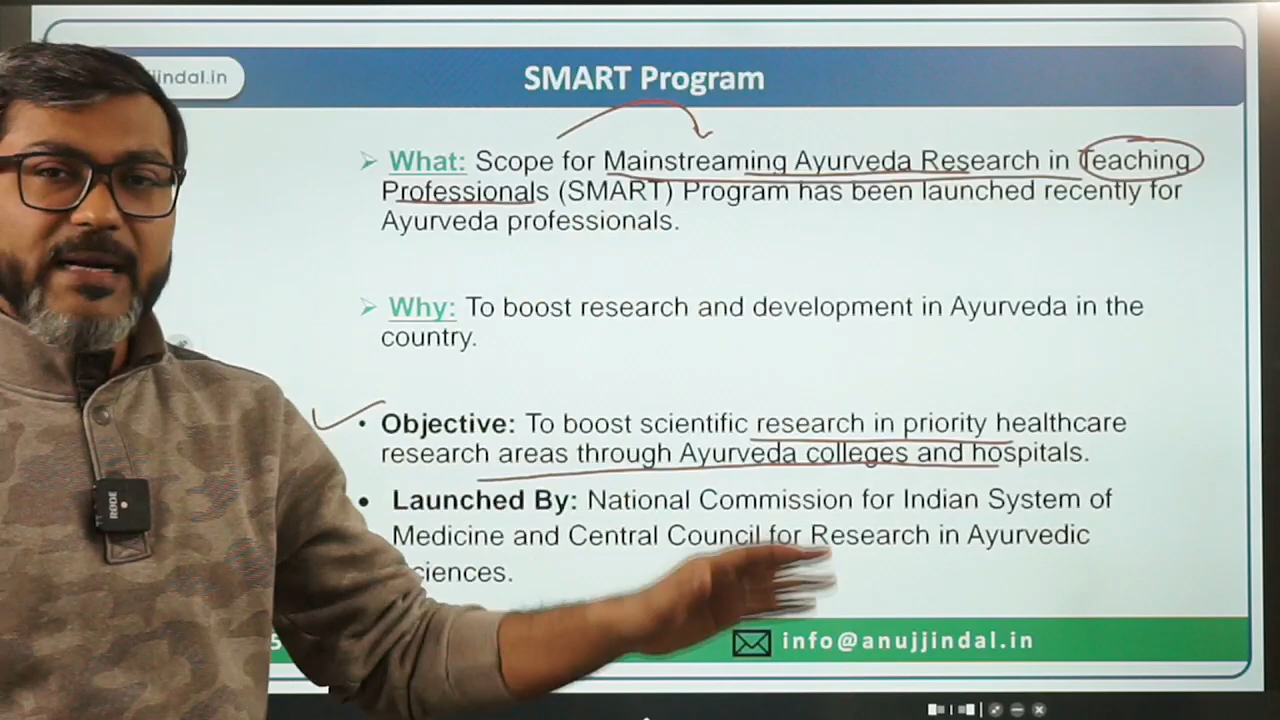 jindal.in
SMART Program
What: Scope for Mainstreaming Ayurveda Research in Teaching
Professionals (SMART) Program has been launched recently for
Ayurveda professionals.
Why: To boost research and development in Ayurveda in the
country.
• Objective: To boost scientific research in priority healthcare
research areas through Ayurveda colleges and hospitals.
• Launched By: National Commission for Indian System of
Medicine and Central Council for Research in Ayurvedic
ciences.
5
info@anujjindal.in
RODE